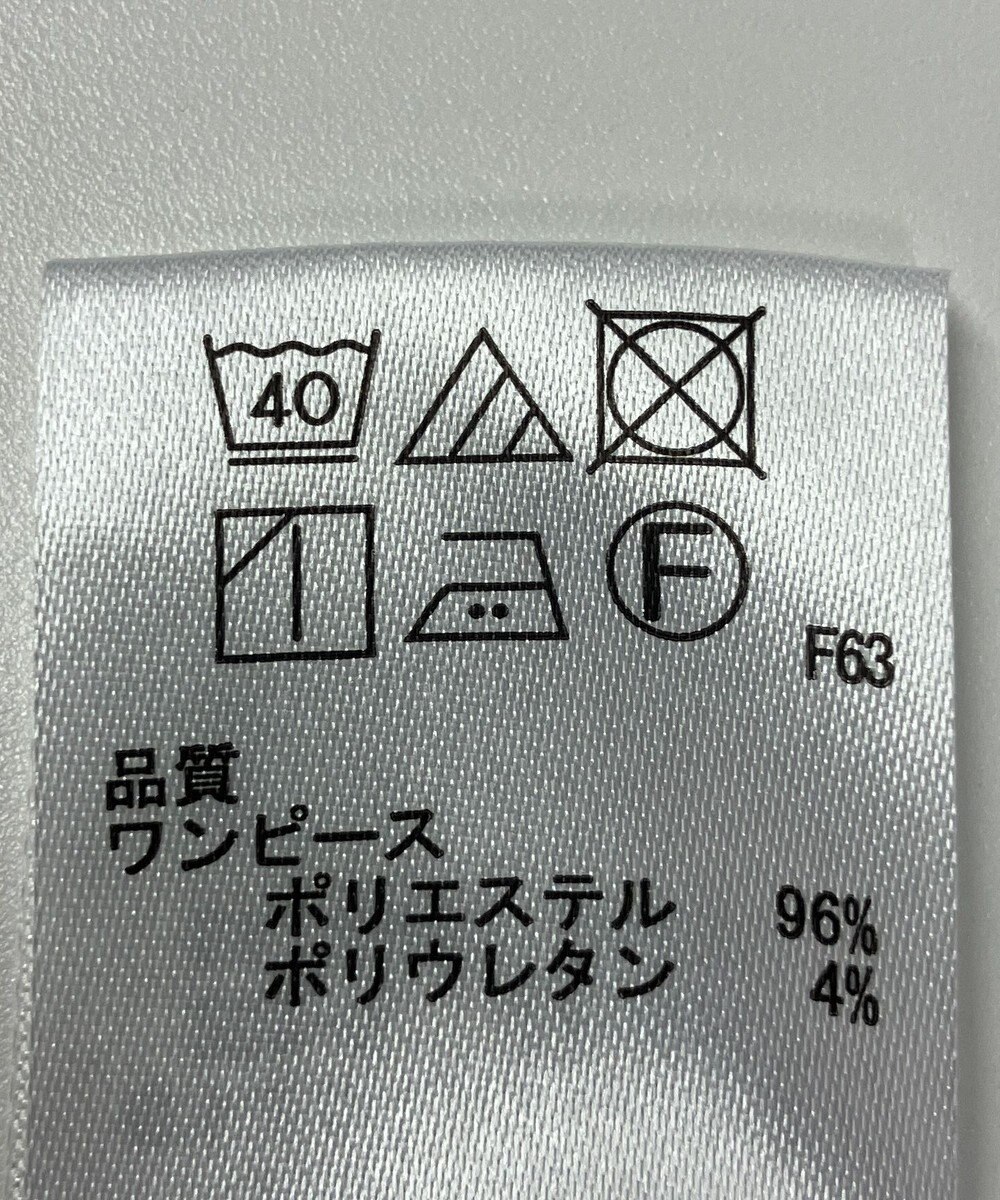 40
F
F63
品質
ワンピース
ポリエステル 96%
ポリウレタン 4%